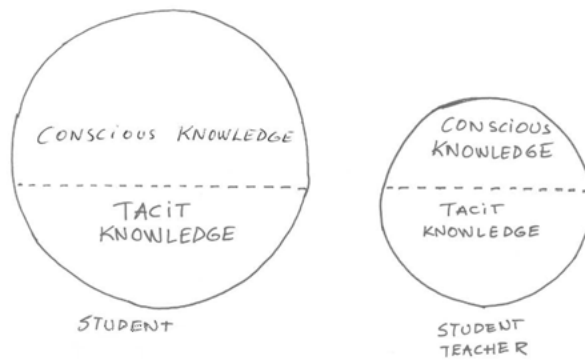 CONSCIOUS KNOWLEDGE
TACIT
KNOWLEDGE
STUDENT
CONSCIOUS
KNOWLEDGE
TACIT
KNOWLEDGE
STUDENT
TEACHER